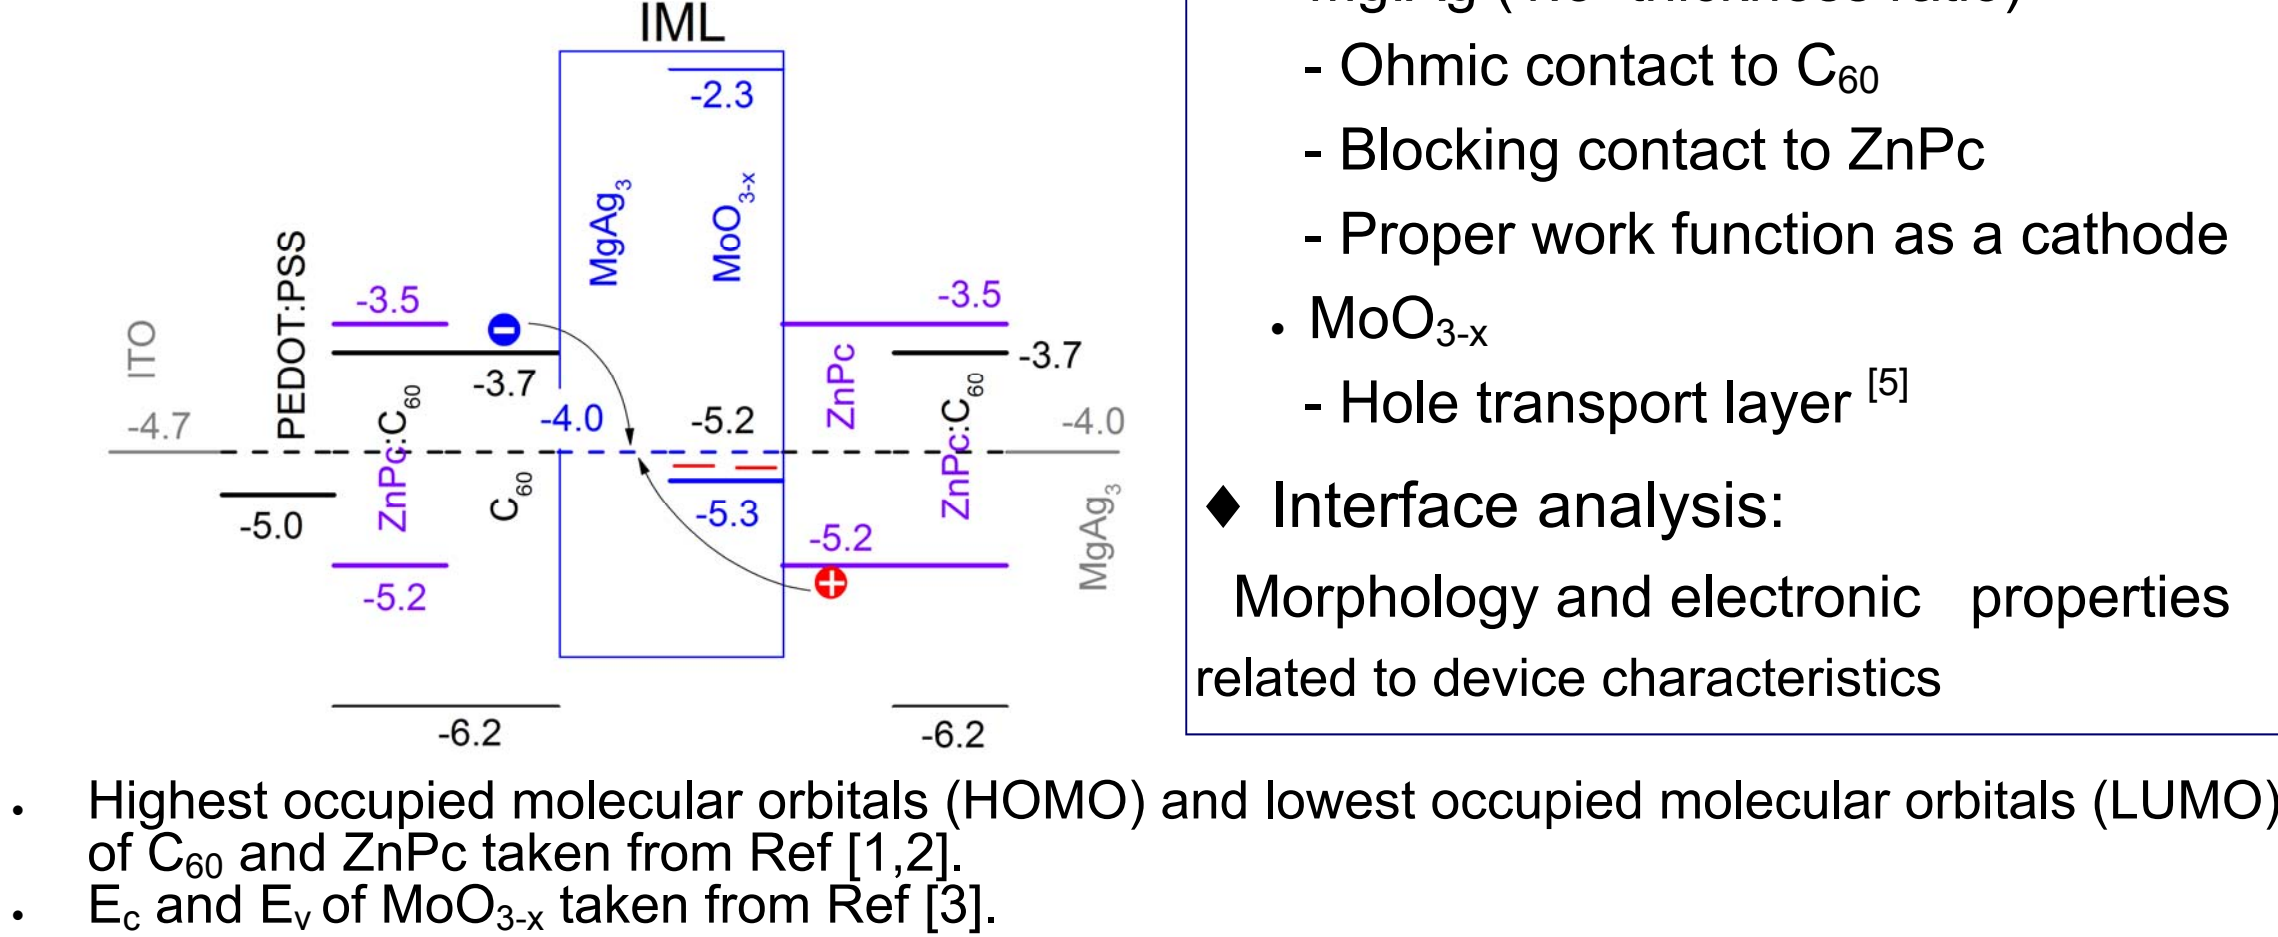 IML
-2.3
MgAg3
MoO3-x
PEDOT:PSS
-3.5
-3.5
ITO
-3.7
-3.7
ZnPc
ZnPc:C60
ZnPc:C60
-4.7
-4.0
-5.2
-4.0
C60
-5.0
-5.3
-5.2
MgAg3
-5.2
-6.2
-6.2
- Ohmic contact to C60
- Blocking contact to ZnPc
- Proper work function as a cathode
• MoO3-x
- Hole transport layer [5]
♦ Interface analysis:
Morphology and electronic properties
related to device characteristics
• Highest occupied molecular orbitals (HOMO) and lowest occupied molecular orbitals (LUMO)
of C60 and ZnPc taken from Ref [1,2].
• Ec and Ev of MoO3-x taken from Ref [3].